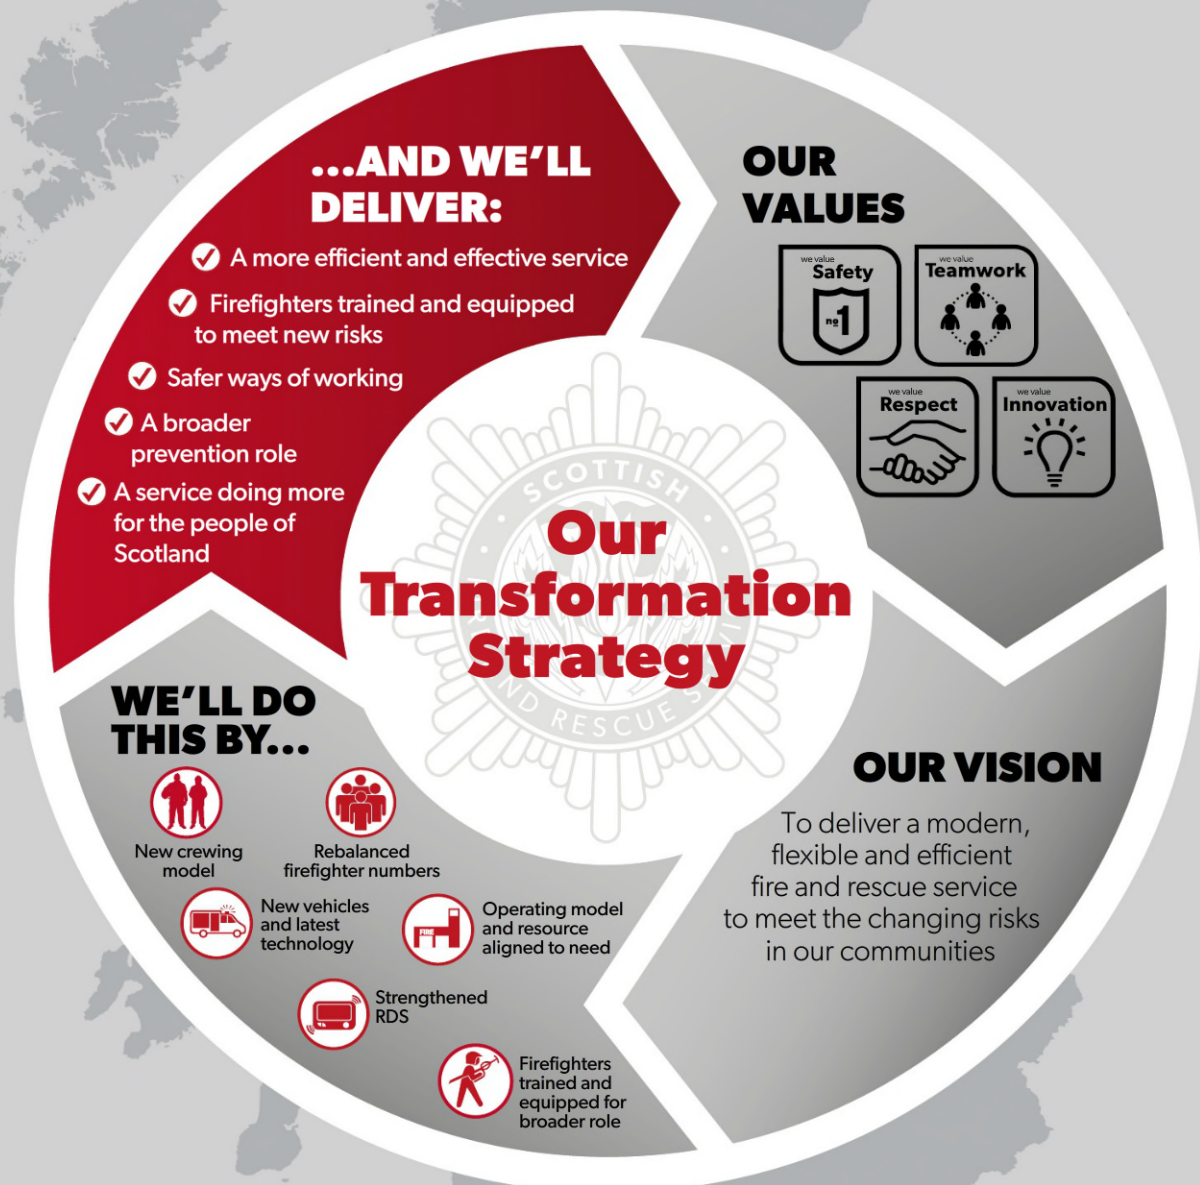 ...AND WE'LL
DELIVER:
A more efficient and effective service
Firefighters trained and equipped
to meet new risks
Safer ways of working
A broader
prevention role
A service doing more
for the people of
Scotland
OUR
VALUES
we value
Safety
nº1
we value
Teamwork
we value
Respect
we value
Innovation
SCOTTISH
Our
Transformation
Strategy
RESCUE
OUR VISION
To deliver a modern,
flexible and efficient
fire and rescue service
to meet the changing risks
in our communities
WE'LL DO
THIS BY...
New crewing
model
Rebalanced
firefighter numbers
New vehicles
and latest
technology
FIRE
Operating model
and resource
aligned to need
Strengthened
RDS
Firefighters
trained and
equipped for
broader role